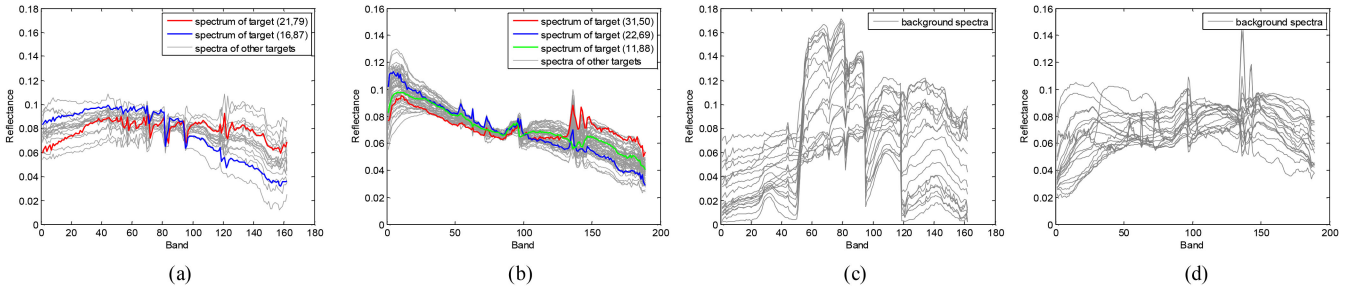 0.18
0.16
0.14
0.12
0.1
0.08
0.06
0.04
0.02
0
Reflectance
spectrum of target (21,79)
spectrum of target (16,87)
spectra of other targets
0 20 40 60 80 100 120 140 160 180
Band
(a)
0.18
0.16
0.14
0.12
0.1
0.08
0.06
0.04
0.02
0
Reflectance
spectrum of target (31,50)
spectrum of target (22,69)
spectrum of target (11,88)
spectra of other targets
0 50 100 150 200
Band
(b)
0.18
0.16
0.14
0.12
0.1
0.08
0.06
0.04
0.02
0
Reflectance
background spectra
0 20 40 60 80 100 120 140 160 180
Band
(c)
0.18
0.16
0.14
0.12
0.1
0.08
0.06
0.04
0.02
0
Reflectance
background spectra
0 50 100 150 200
Band
(d)